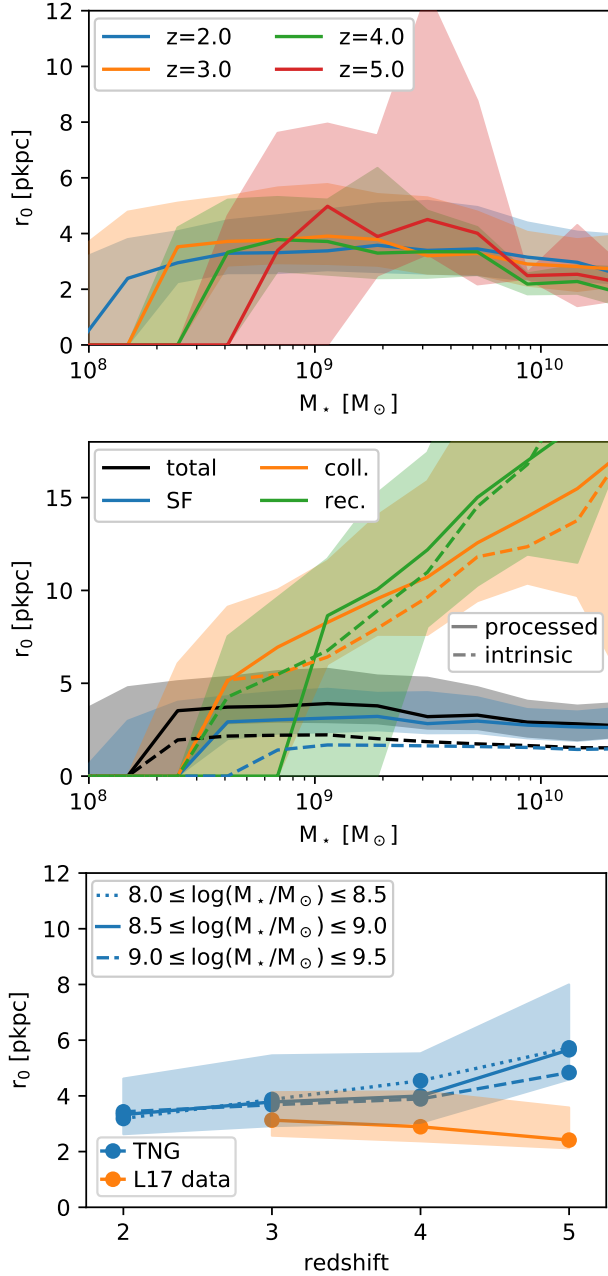 z=2.0 z=4.0
z=3.0 z=5.0
12
10
8
6
4
2
0
r₀ [pkpc]
10⁸ 10⁹ 10¹⁰
M⋆ [M⊙]
total coll.
SF rec.
15
10
5
0
r₀ [pkpc]
processed
intrinsic
10⁸ 10⁹ 10¹⁰
M⋆ [M⊙]
8.0 ≤ log(M⋆/M⊙) ≤ 8.5
8.5 ≤ log(M⋆/M⊙) ≤ 9.0
9.0 ≤ log(M⋆/M⊙) ≤ 9.5
12
10
8
6
4
2
0
r₀ [pkpc]
TNG
L17 data
2 3 4 5
redshift